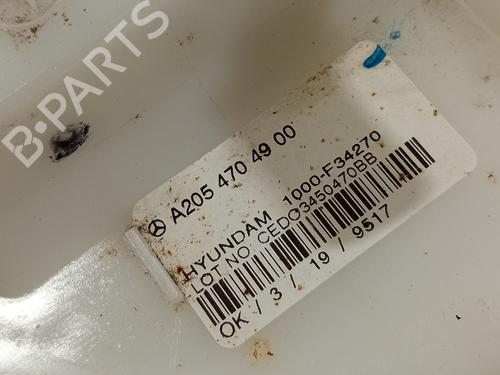 B-PARTS
A205 470 49 00
HYUNDAM 1000-F34270
LOT NO. CEDG3450470BB
OK / 3 / 19 / 9517